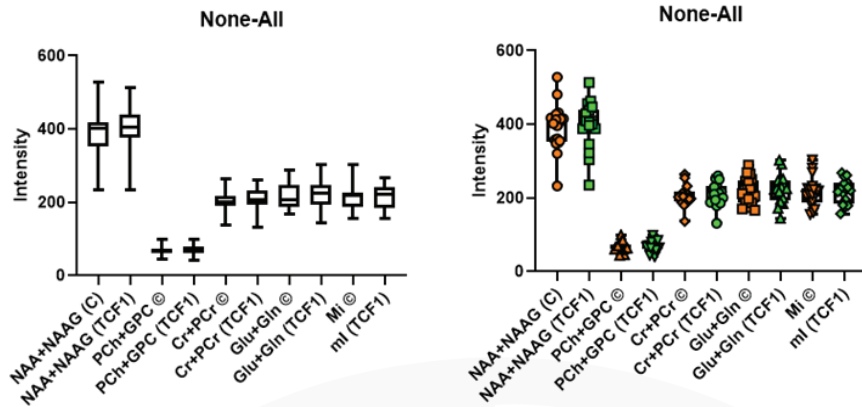 None-All
Intensity
600
400
200
0
NAA+NAAG (C)
NAA+NAAG (TCF1)
PCh+GPC ©
PCh+GPC (TCF1)
Cr+PCr ©
Cr+PCr (TCF1)
Glu+Gln ©
Glu+Gln (TCF1)
Mi ©
mI (TCF1)
None-All
Intensity
600
400
200
0
NAA+NAAG (C)
NAA+NAAG (TCF1)
PCh+GPC ©
PCh+GPC (TCF1)
Cr+PCr ©
Cr+PCr (TCF1)
Glu+Gln ©
Glu+Gln (TCF1)
Mi ©
mI (TCF1)